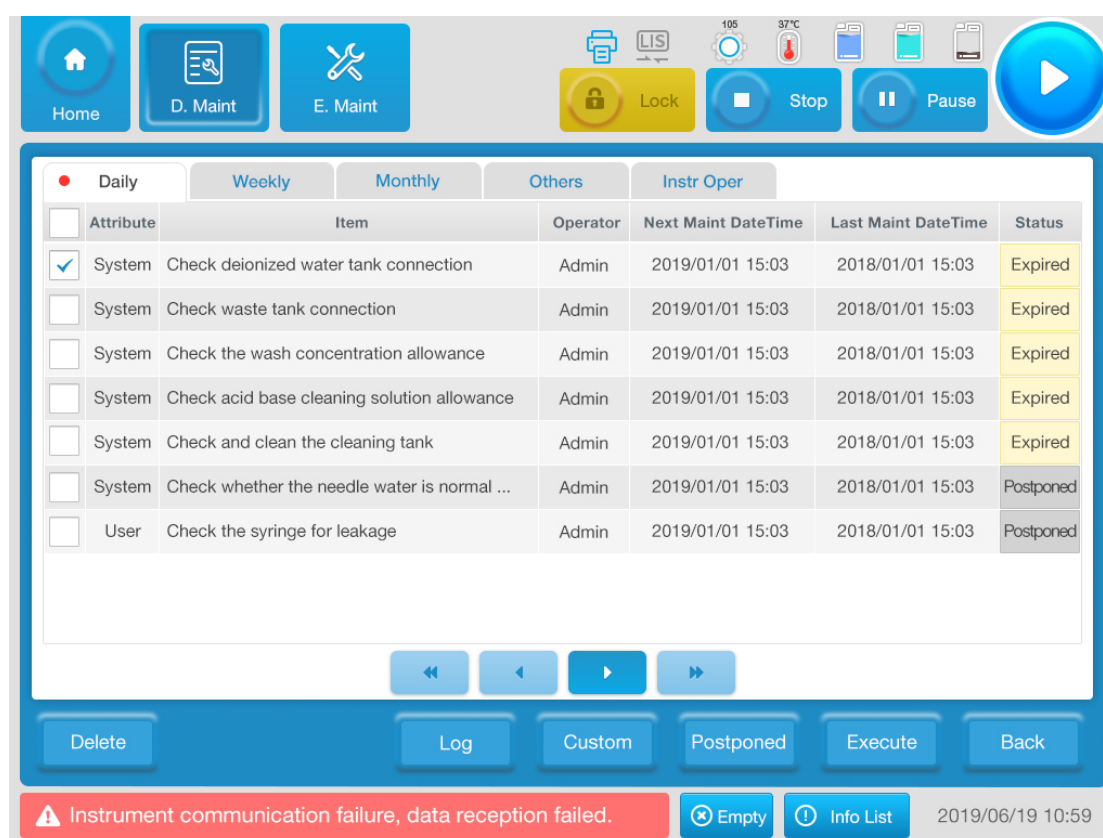 105 37°C
LIS
Home D. Maint E. Maint Lock Stop Pause
Daily Weekly Monthly Others Instr Oper
Attribute Item Operator Next Maint DateTime Last Maint DateTime Status
System Check deionized water tank connection Admin 2019/01/01 15:03 2018/01/01 15:03 Expired
System Check waste tank connection Admin 2019/01/01 15:03 2018/01/01 15:03 Expired
System Check the wash concentration allowance Admin 2019/01/01 15:03 2018/01/01 15:03 Expired
System Check acid base cleaning solution allowance Admin 2019/01/01 15:03 2018/01/01 15:03 Expired
System Check and clean the cleaning tank Admin 2019/01/01 15:03 2018/01/01 15:03 Expired
System Check whether the needle water is normal ... Admin 2019/01/01 15:03 2018/01/01 15:03 Postponed
User Check the syringe for leakage Admin 2019/01/01 15:03 2018/01/01 15:03 Postponed
Delete Log Custom Postponed Execute Back
Instrument communication failure, data reception failed. Empty Info List 2019/06/19 10:59